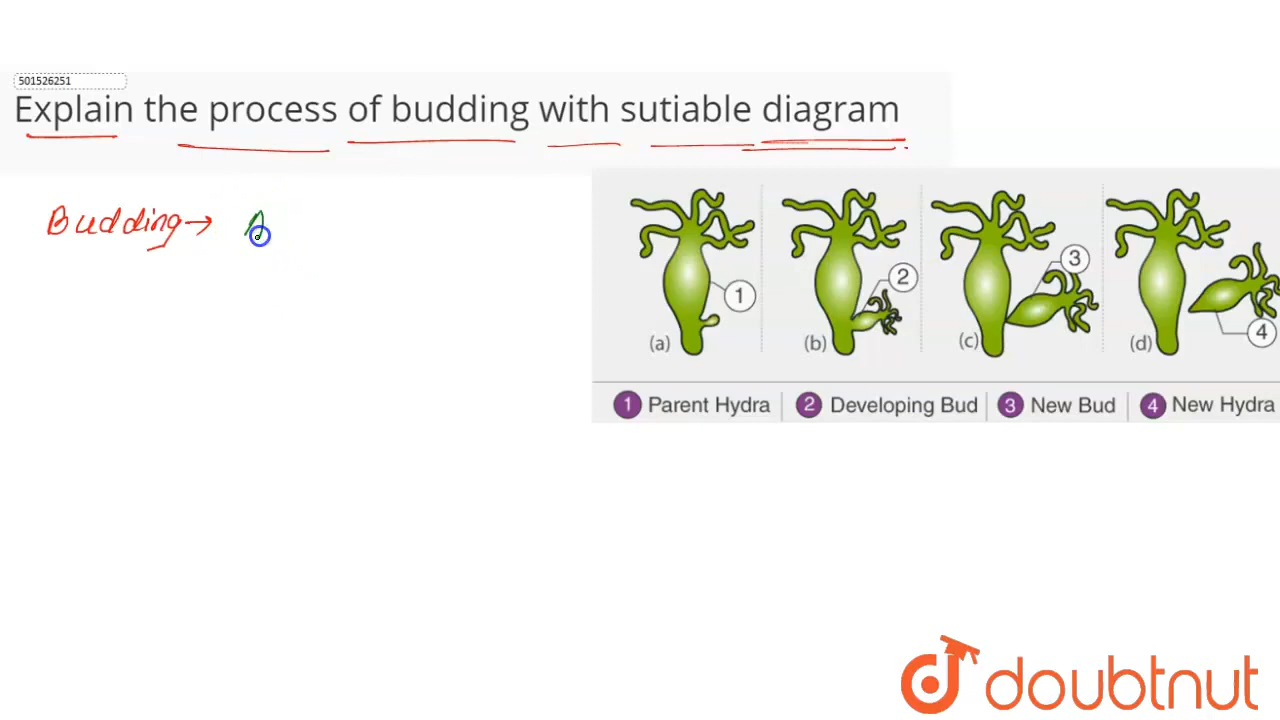 501526251
Explain the process of budding with sutiable diagram
Budding→ A
1 2 3 4
(a) (b) (c) (d)
1 Parent Hydra 2 Developing Bud 3 New Bud 4 New Hydra
doubtnut